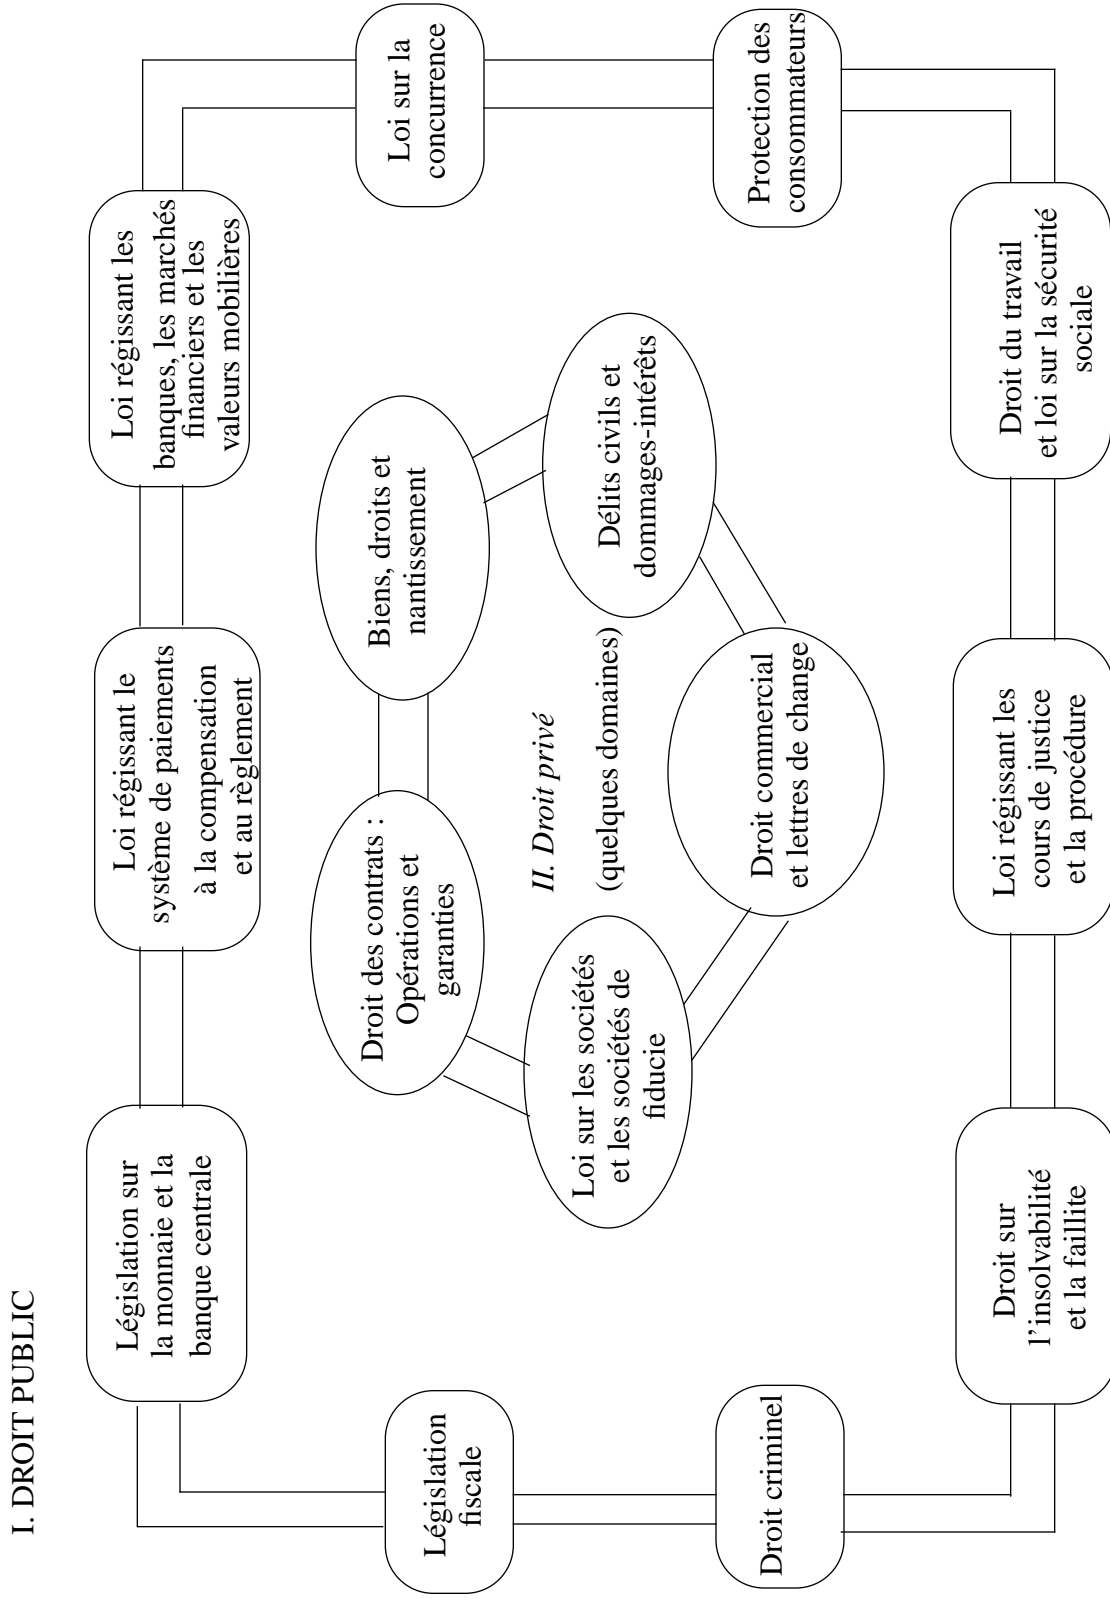 I. DROIT PUBLIC
Législation sur
la monnaie et la
banque centrale
Loi régissant le
système de paiements
à la compensation
et au règlement
Loi régissant les
banques, les marchés
financiers et les
valeurs mobilières
Législation
fiscale
Loi sur la
concurrence
Droit criminel
Protection des
consommateurs
Droit des contrats :
Opérations et
garanties
Biens, droits et
nantissement
II. Droit privé
(quelques domaines)
Loi sur les sociétés
et les sociétés de
fiducie
Délits civils et
dommages-intérêts
Droit commercial
et lettres de change
Droit sur
l'insolvabilité
et la faillite
Loi régissant les
cours de justice
et la procédure
Droit du travail
et loi sur la sécurité
sociale